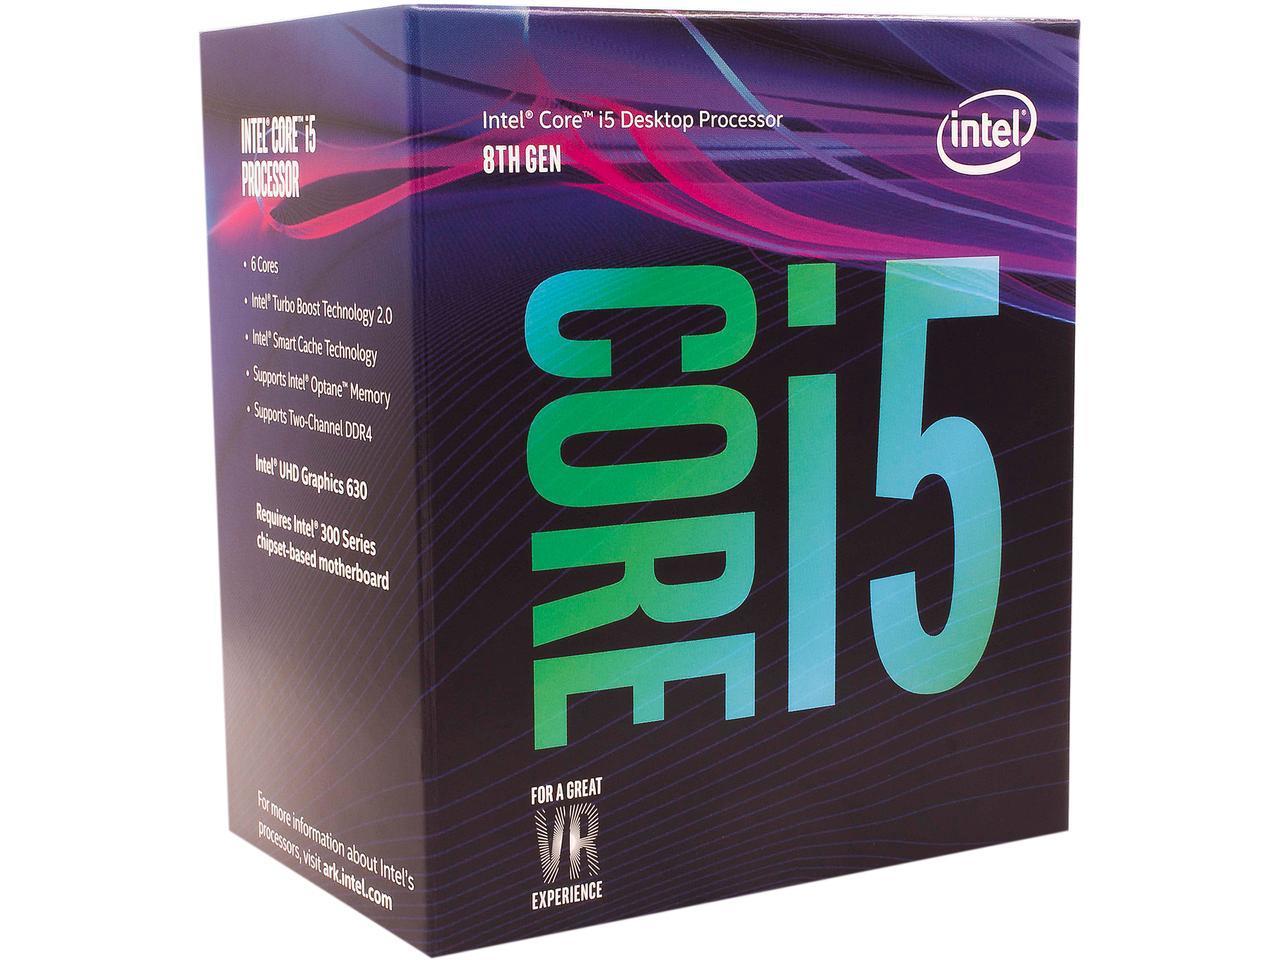 INTEL® CORE™ i5
PROCESSOR
• 6 Cores
• Intel® Turbo Boost Technology 2.0
• Intel® Smart Cache Technology
• Supports Intel® Optane™ Memory
• Supports Two-Channel DDR4
Intel® UHD Graphics 630
Requires Intel® 300 Series
chipset-based motherboard
For more information about Intel's
processors, visit ark.intel.com
Intel® Core™ i5 Desktop Processor
8TH GEN
intel®
CORE
i5
FOR A GREAT
VR
EXPERIENCE